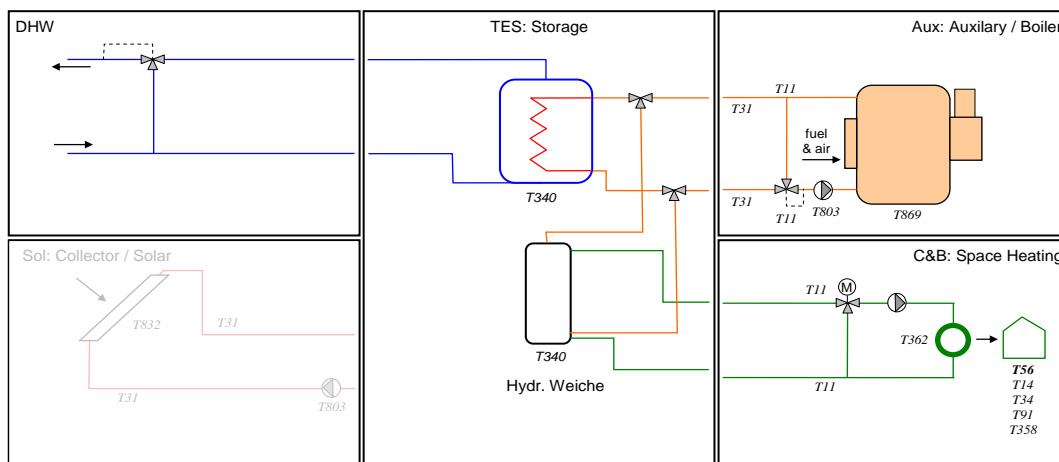 DHW
TES: Storage
T340
T340
Hydr. Weiche
Aux: Auxilary / Boiler
T11
T31
fuel
& air
T31
T11
T803
T869
Sol: Collector / Solar
T832
T31
T31
T803
C&B: Space Heating
M
T11
T362
T11
T56
T14
T34
T91
T358